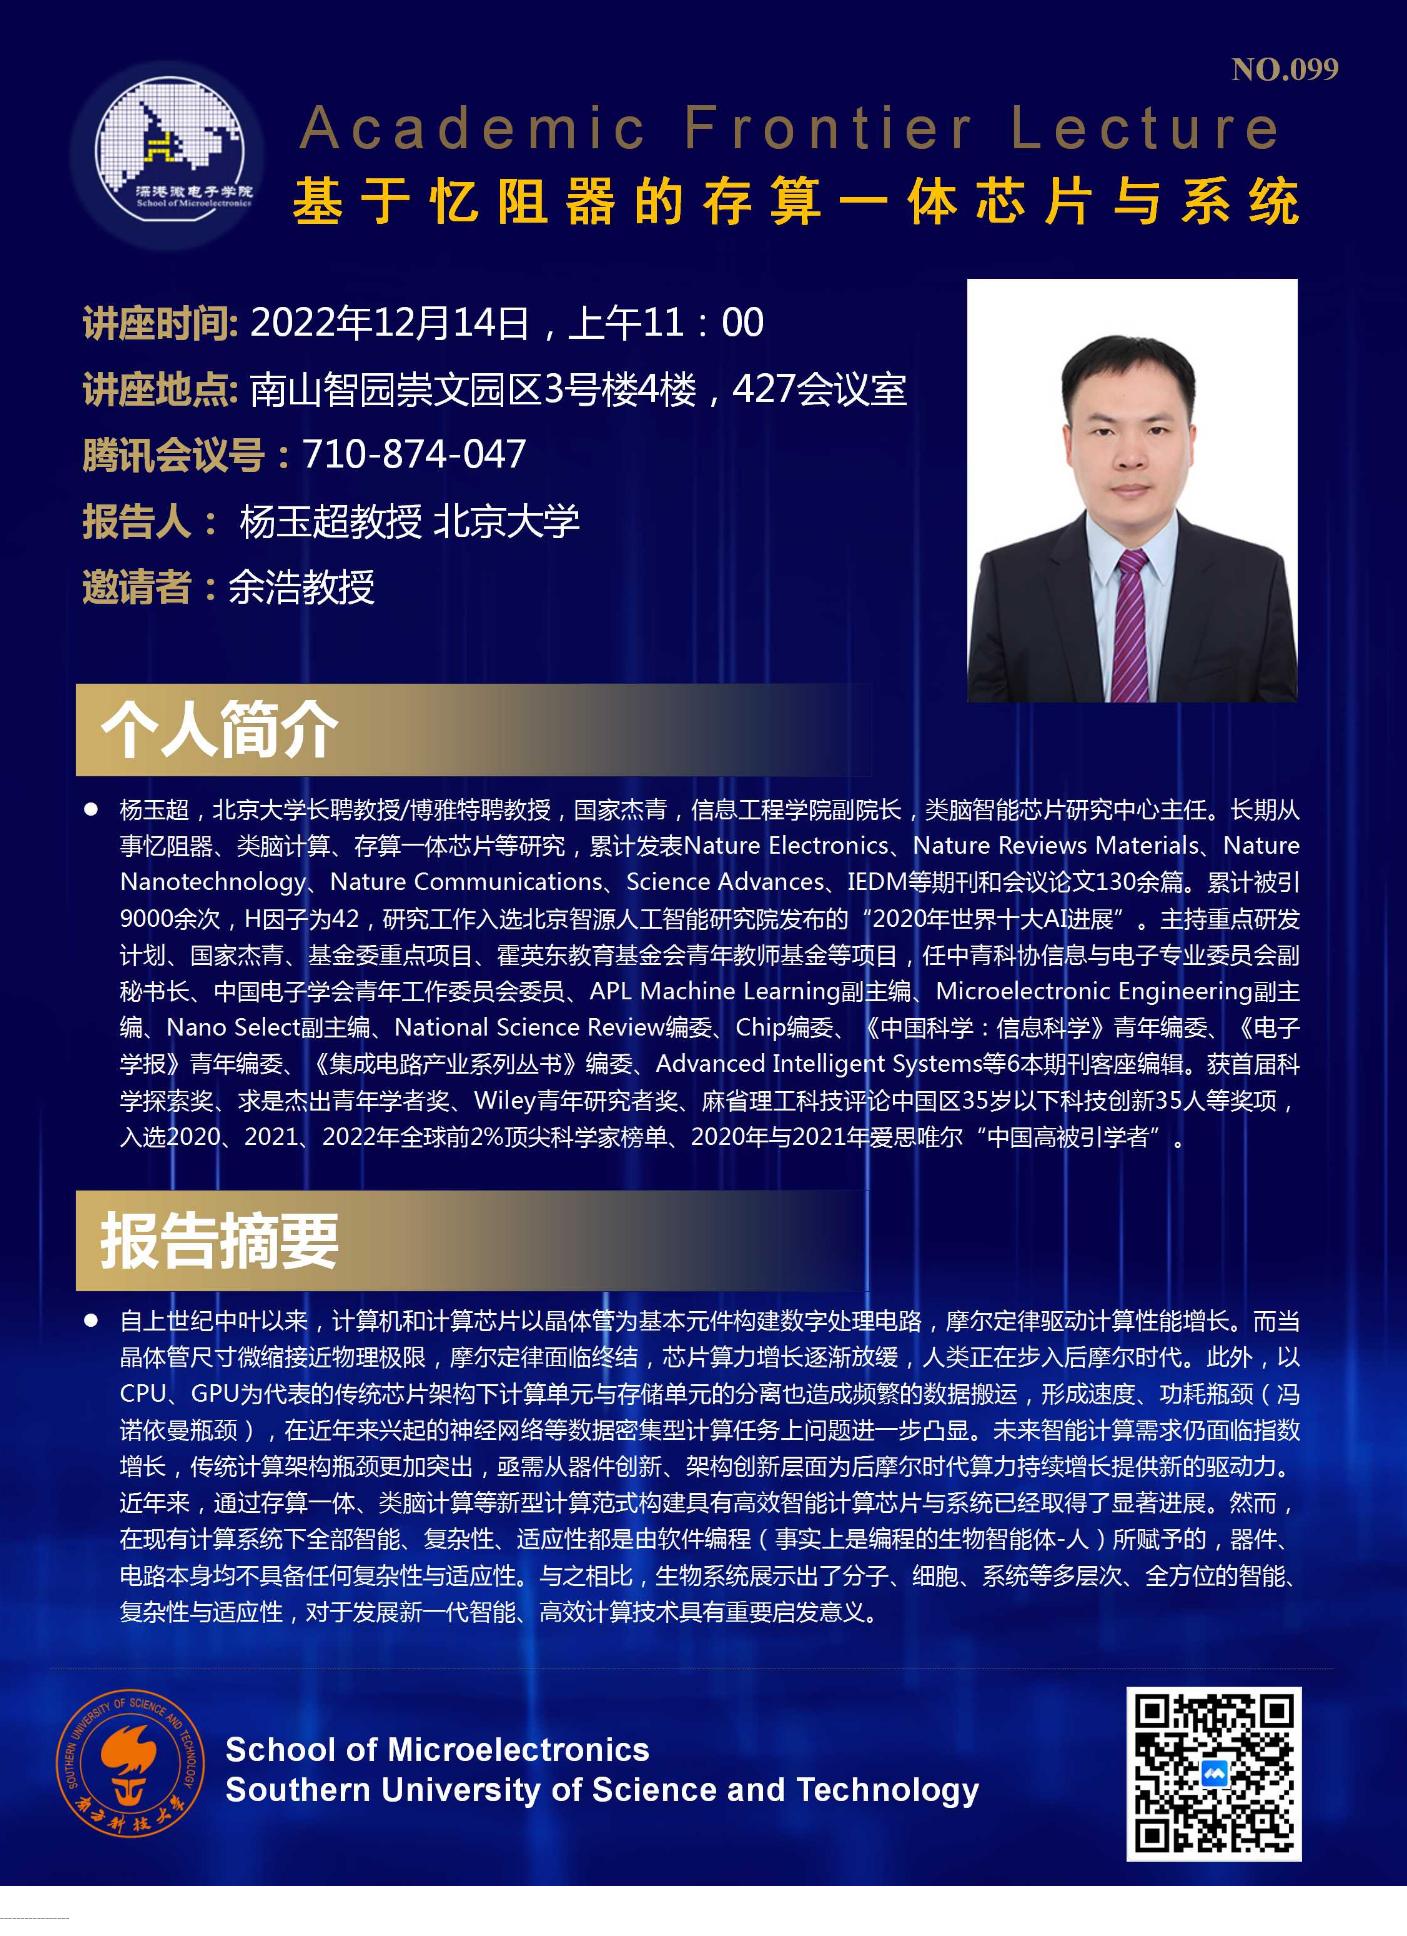 NO.099
Academic Frontier Lecture
深港微电子学院
School of Microelectronics
基于忆阻器的存算一体芯片与系统
讲座时间: 2022年12月14日，上午11：00
讲座地点: 南山智园崇文园区3号楼4楼，427会议室
腾讯会议号：710-874-047
报告人： 杨玉超教授 北京大学
邀请者：余浩教授
个人简介
● 杨玉超，北京大学长聘教授/博雅特聘教授，国家杰青，信息工程学院副院长，类脑智能芯片研究中心主任。长期从
事忆阻器、类脑计算、存算一体芯片等研究，累计发表Nature Electronics、Nature Reviews Materials、Nature
Nanotechnology、Nature Communications、Science Advances、IEDM等期刊和会议论文130余篇。累计被引
9000余次，H因子为42，研究工作入选北京智源人工智能研究院发布的“2020年世界十大AI进展”。主持重点研发
计划、国家杰青、基金委重点项目、霍英东教育基金会青年教师基金等项目，任中青科协信息与电子专业委员会副
秘书长、中国电子学会青年工作委员会委员、APL Machine Learning副主编、Microelectronic Engineering副主
编、Nano Select副主编、National Science Review编委、Chip编委、《中国科学：信息科学》青年编委、《电子
学报》青年编委、《集成电路产业系列丛书》编委、Advanced Intelligent Systems等6本期刊客座编辑。获首届科
学探索奖、求是杰出青年学者奖、Wiley青年研究者奖、麻省理工科技评论中国区35岁以下科技创新35人等奖项，
入选2020、2021、2022年全球前2%顶尖科学家榜单、2020年与2021年爱思唯尔“中国高被引学者”。
报告摘要
● 自上世纪中叶以来，计算机和计算芯片以晶体管为基本元件构建数字处理电路，摩尔定律驱动计算性能增长。而当
晶体管尺寸微缩接近物理极限，摩尔定律面临终结，芯片算力增长逐渐放缓，人类正在步入后摩尔时代。此外，以
CPU、GPU为代表的传统芯片架构下计算单元与存储单元的分离也造成频繁的数据搬运，形成速度、功耗瓶颈（冯
诺依曼瓶颈），在近年来兴起的神经网络等数据密集型计算任务上问题进一步凸显。未来智能计算需求仍面临指数
增长，传统计算架构瓶颈更加突出，亟需从器件创新、架构创新层面为后摩尔时代算力持续增长提供新的驱动力。
近年来，通过存算一体、类脑计算等新型计算范式构建具有高效智能计算芯片与系统已经取得了显著进展。然而，
在现有计算系统下全部智能、复杂性、适应性都是由软件编程（事实上是编程的生物智能体-人）所赋予的，器件、
电路本身均不具备任何复杂性与适应性。与之相比，生物系统展示出了分子、细胞、系统等多层次、全方位的智能、
复杂性与适应性，对于发展新一代智能、高效计算技术具有重要启发意义。
SOUTHERN UNIVERSITY OF SCIENCE AND TECHNOLOGY
南方科技大学
School of Microelectronics
Southern University of Science and Technology